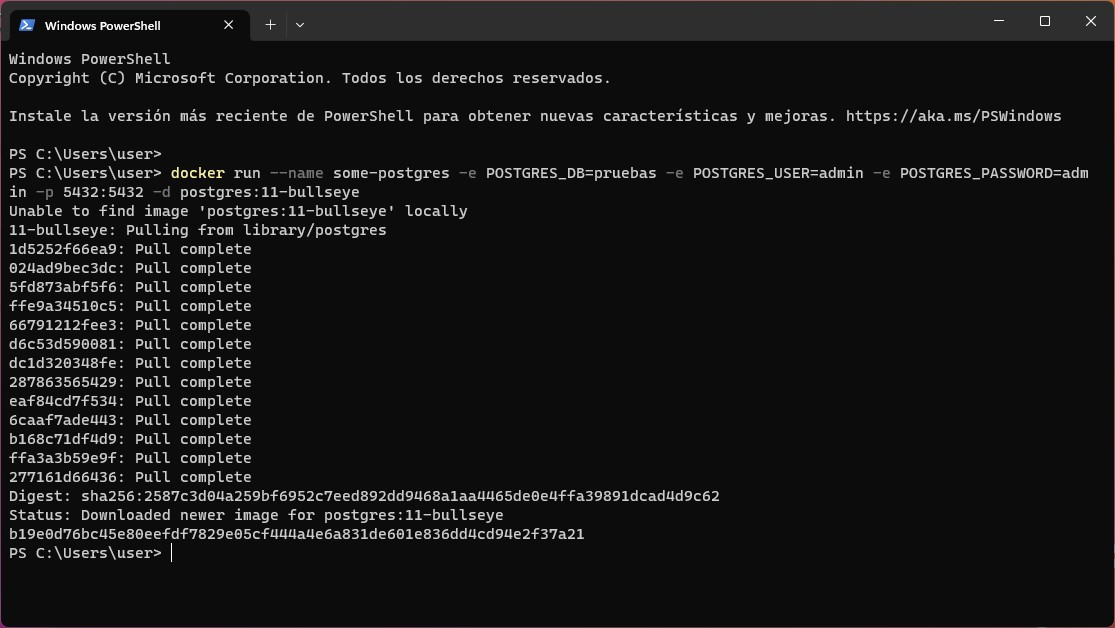 Windows PowerShell
Windows PowerShell
Copyright (C) Microsoft Corporation. Todos los derechos reservados.
Instale la versión más reciente de PowerShell para obtener nuevas características y mejoras. https://aka.ms/PSWindows
PS C:\Users\user>
PS C:\Users\user> docker run --name some-postgres -e POSTGRES_DB=pruebas -e POSTGRES_USER=admin -e POSTGRES_PASSWORD=adm
in -p 5432:5432 -d postgres:11-bullseye
Unable to find image 'postgres:11-bullseye' locally
11-bullseye: Pulling from library/postgres
1d5252f66ea9: Pull complete
024ad9bec3dc: Pull complete
5fd873abf5f6: Pull complete
ffe9a34510c5: Pull complete
66791212fee3: Pull complete
d6c53d590081: Pull complete
dc1d320348fe: Pull complete
287863565429: Pull complete
eaf84cd7f534: Pull complete
6caaf7ade443: Pull complete
b168c71df4d9: Pull complete
ffa3a3b59e9f: Pull complete
277161d66436: Pull complete
Digest: sha256:2587c3d04a259bf6952c7eed892dd9468a1aa4465de0e4ffa39891dcad4d9c62
Status: Downloaded newer image for postgres:11-bullseye
b19e0d76bc45e80eefdf7829e05cf444a4e6a831de601e836dd4cd94e2f37a21
PS C:\Users\user>